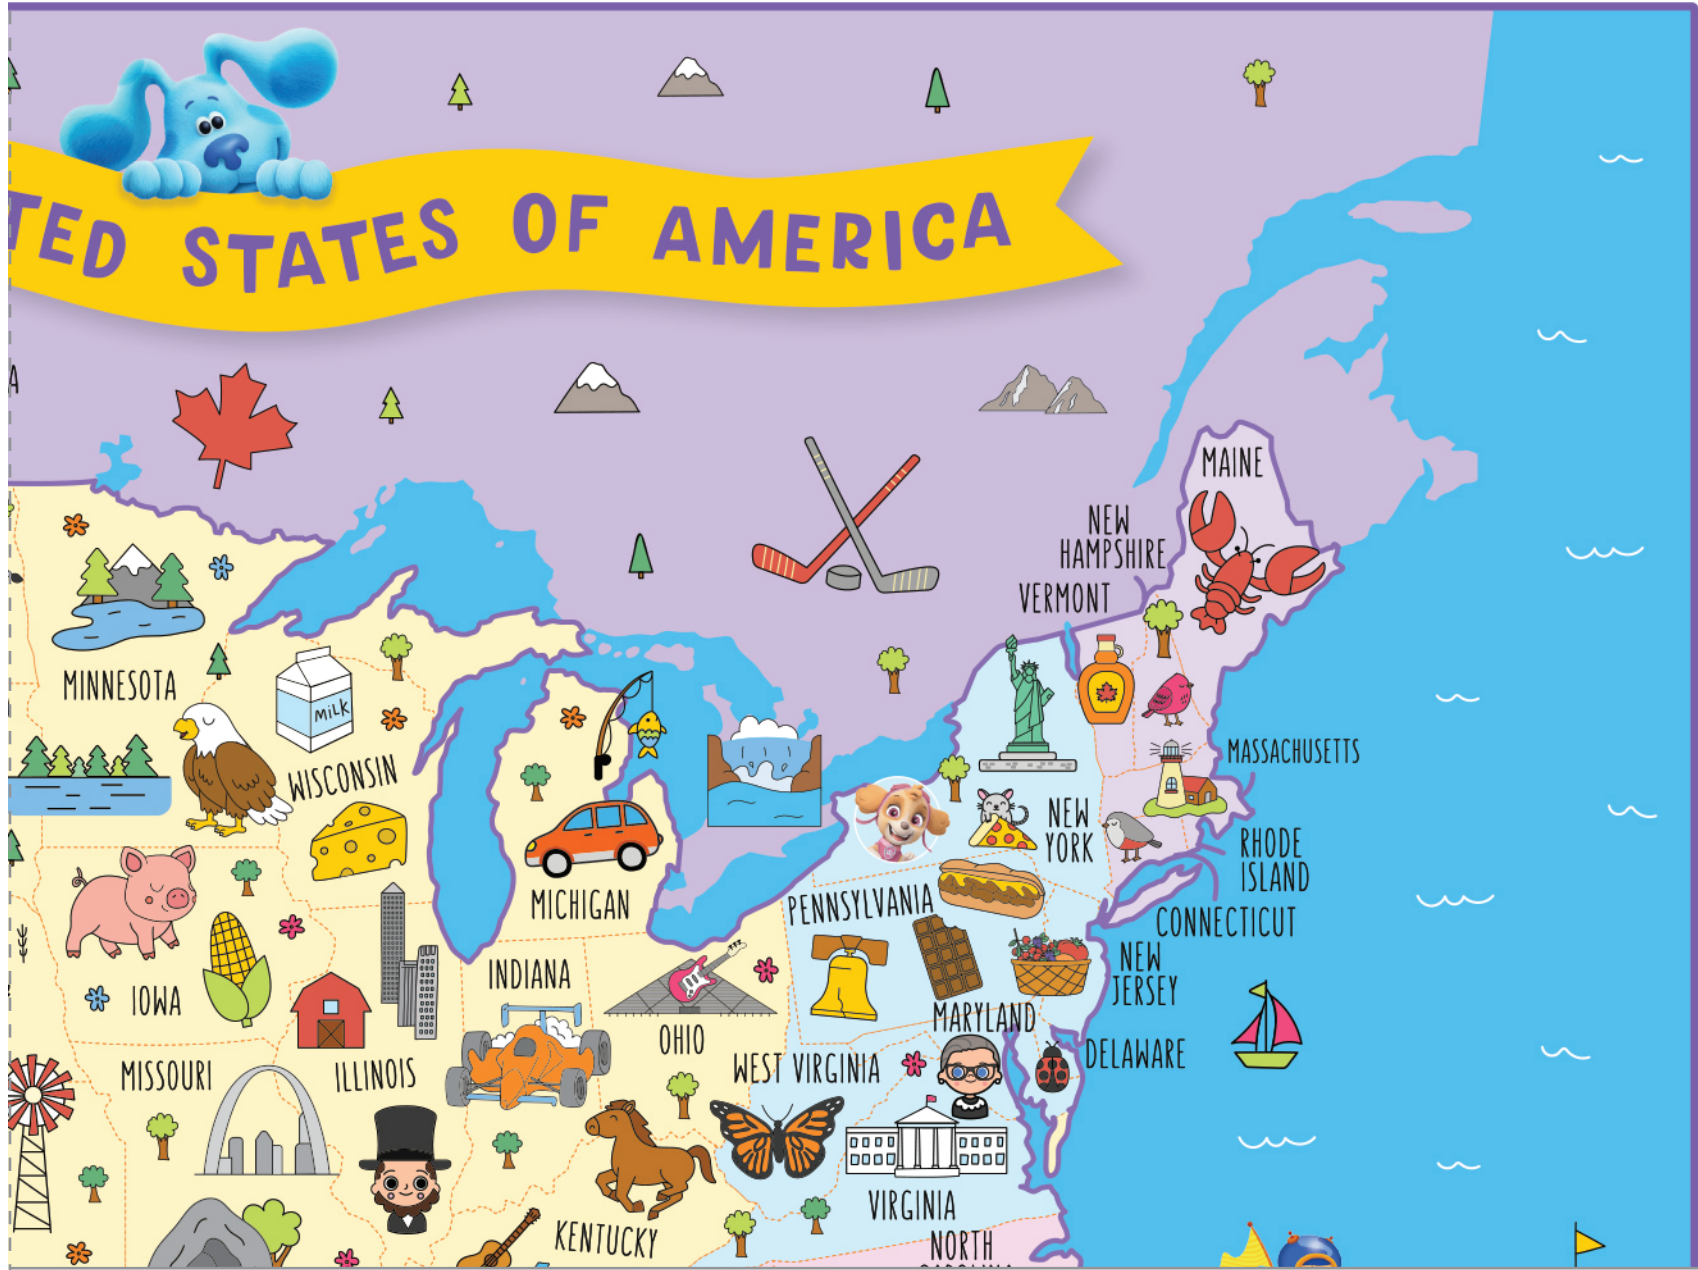 TED STATES OF AMERICA
A
MAINE
NEW
HAMPSHIRE
VERMONT
MINNESOTA
MILK
WISCONSIN
MASSACHUSETTS
NEW
YORK
RHODE
ISLAND
MICHIGAN
PENNSYLVANIA
CONNECTICUT
NEW
JERSEY
INDIANA
IOWA
MARYLAND
OHIO
DELAWARE
WEST VIRGINIA
MISSOURI
ILLINOIS
VIRGINIA
KENTUCKY
NORTH
CAROLINA